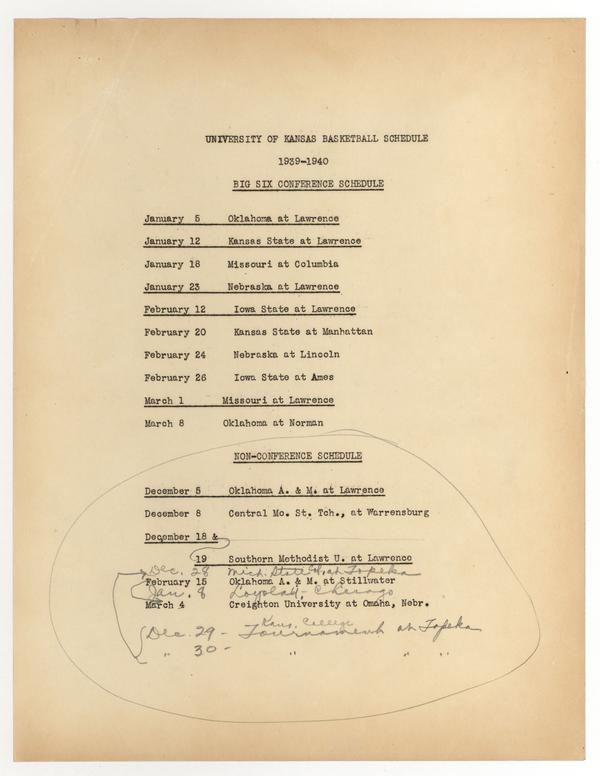 UNIVERSITY OF KANSAS BASKETBALL SCHEDULE
1939-1940
BIG SIX CONFERENCE SCHEDULE
January 5 Oklahoma at Lawrence
January 12 Kansas State at Lawrence
January 18 Missouri at Columbia
January 23 Nebraska at Lawrence
February 12 Iowa State at Lawrence
February 20 Kansas State at Manhattan
February 24 Nebraska at Lincoln
February 26 Iowa State at Ames
March 1 Missouri at Lawrence
March 8 Oklahoma at Norman
NON-CONFERENCE SCHEDULE
December 5 Oklahoma A. & M. at Lawrence
December 8 Central Mo. St. Tch., at Warrensburg
December 18 &
19 Southern Methodist U. at Lawrence
Dec. 28 Mich. State at Topeka
February 15 Oklahoma A. & M. at Stillwater
Jan. 8 Loyola - Chicago
March 4 Creighton University at Omaha, Nebr.
Kans. College
Dec. 29 - Tournament at Topeka
" 30 - " " "